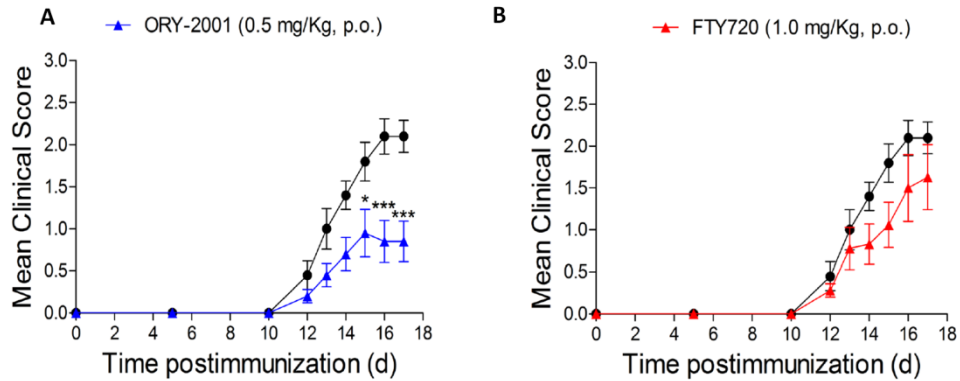 A
ORY-2001 (0.5 mg/Kg, p.o.)
Mean Clinical Score
3.0
2.5
2.0
1.5
1.0
0.5
0.0
* *** ***
0 2 4 6 8 10 12 14 16 18
Time postimmunization (d)
B
FTY720 (1.0 mg/Kg, p.o.)
Mean Clinical Score
3.0
2.5
2.0
1.5
1.0
0.5
0.0
0 2 4 6 8 10 12 14 16 18
Time postimmunization (d)